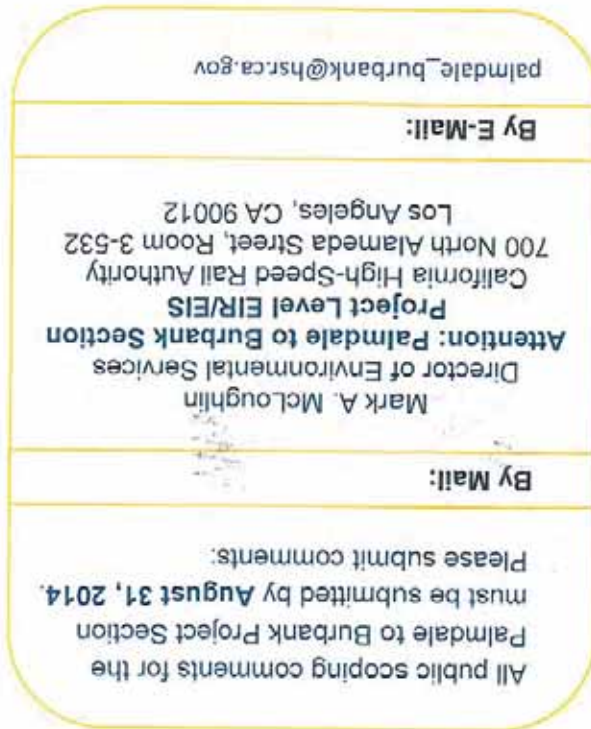 All public scoping comments for the
Palmdale to Burbank Project Section
must be submitted by August 31, 2014.
Please submit comments:
By Mail:
Mark A. McLoughlin
Director of Environmental Services
Attention: Palmdale to Burbank Section
Project Level EIR/EIS
California High-Speed Rail Authority
700 North Alameda Street, Room 3-532
Los Angeles, CA 90012
By E-Mail:
palmdale_burbank@hsr.ca.gov